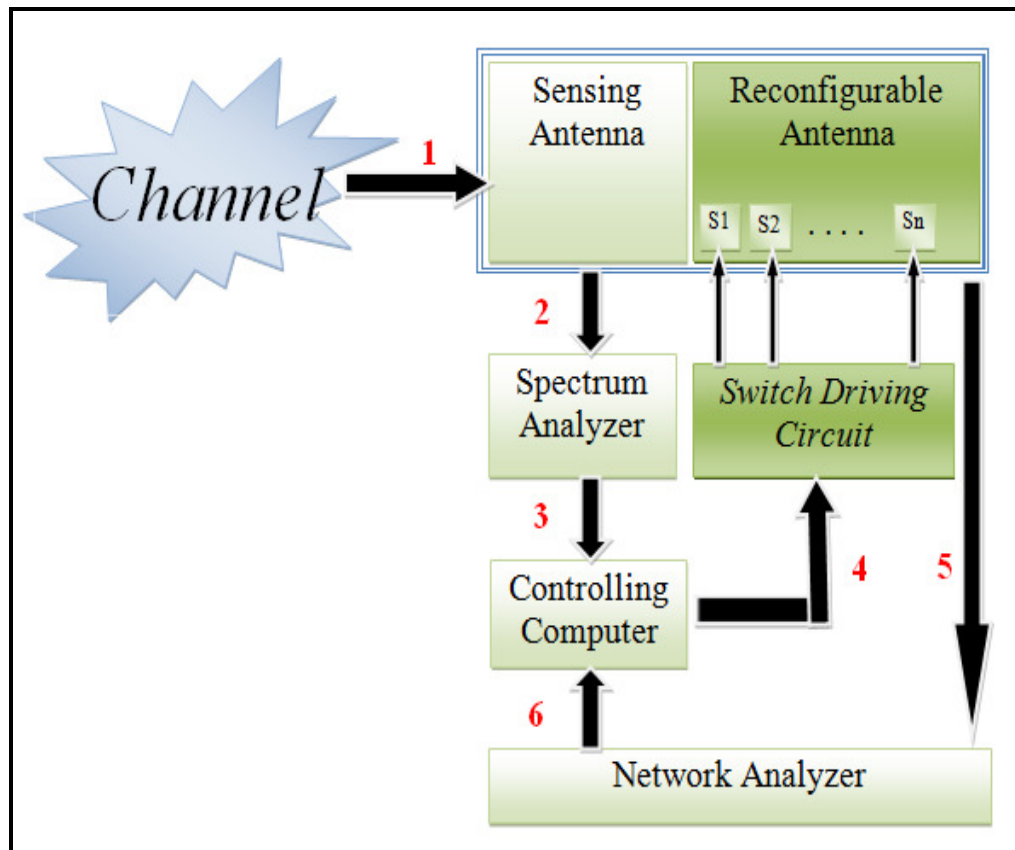 Channel
1
Sensing
Antenna
Reconfigurable
Antenna
S1 S2 . . . . Sn
2
Spectrum
Analyzer
Switch Driving
Circuit
3
Controlling
Computer
4
5
6
Network Analyzer